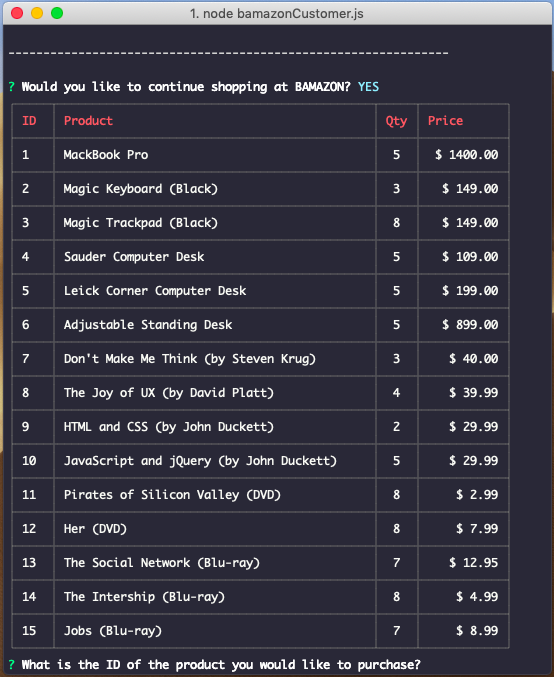 1. node bamazonCustomer.js
---------------------------------------------------------------
? Would you like to continue shopping at BAMAZON? YES
ID Product Qty Price
1 MackBook Pro 5 $ 1400.00
2 Magic Keyboard (Black) 3 $ 149.00
3 Magic Trackpad (Black) 8 $ 149.00
4 Sauder Computer Desk 5 $ 109.00
5 Leick Corner Computer Desk 5 $ 199.00
6 Adjustable Standing Desk 5 $ 899.00
7 Don't Make Me Think (by Steven Krug) 3 $ 40.00
8 The Joy of UX (by David Platt) 4 $ 39.99
9 HTML and CSS (by John Duckett) 2 $ 29.99
10 JavaScript and jQuery (by John Duckett) 5 $ 29.99
11 Pirates of Silicon Valley (DVD) 8 $ 2.99
12 Her (DVD) 8 $ 7.99
13 The Social Network (Blu-ray) 7 $ 12.95
14 The Intership (Blu-ray) 8 $ 4.99
15 Jobs (Blu-ray) 7 $ 8.99
? What is the ID of the product you would like to purchase?